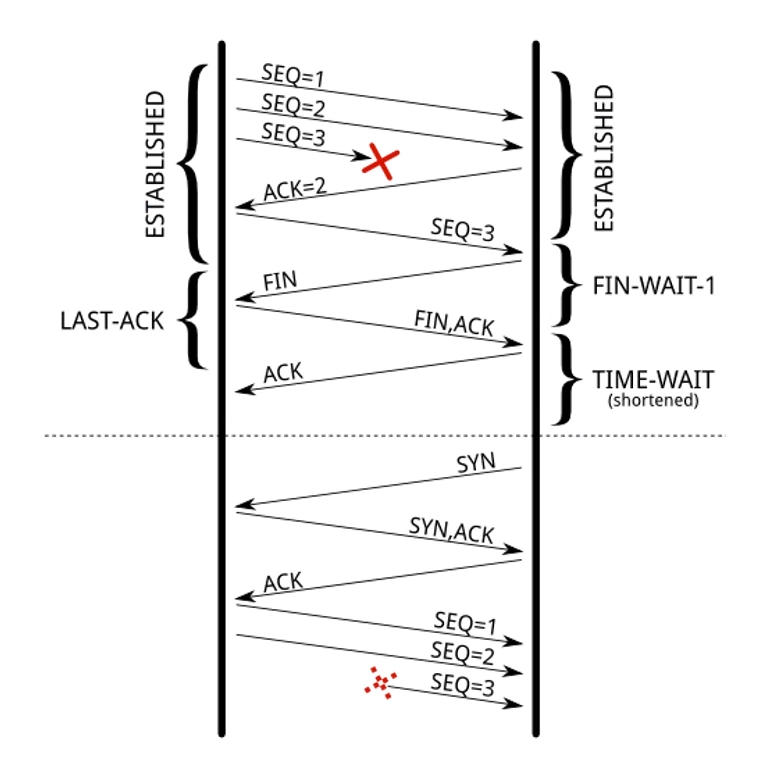 SEQ=1
SEQ=2
SEQ=3
ESTABLISHED
ESTABLISHED
ACK=2
SEQ=3
FIN
FIN-WAIT-1
LAST-ACK
FIN,ACK
ACK
TIME-WAIT
(shortened)
SYN
SYN,ACK
ACK
SEQ=1
SEQ=2
SEQ=3